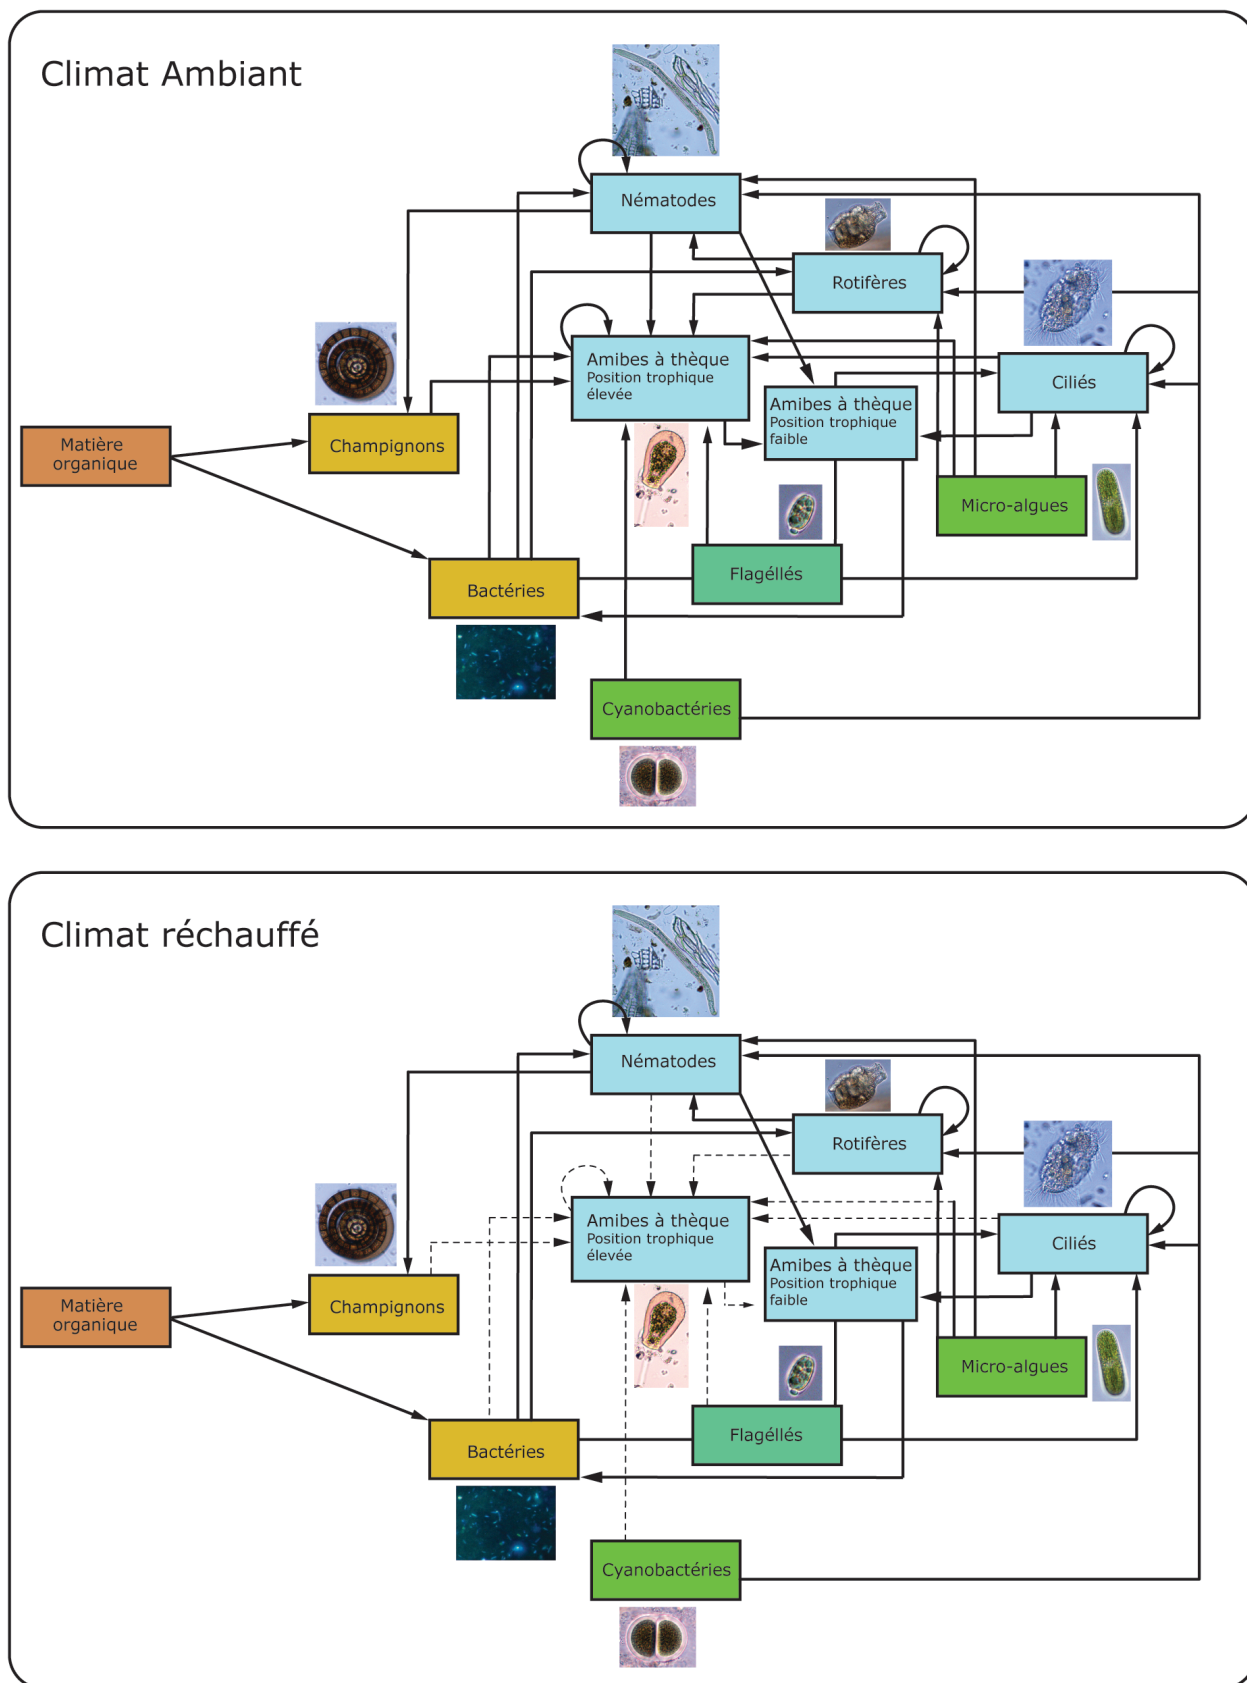 Climat Ambiant
Nématodes
Rotifères
Amibes à thèque
Position trophique
élevée
Ciliés
Amibes à thèque
Position trophique
faible
Champignons
Matière
organique
Micro-algues
Bactéries
Flagéllés
Cyanobactéries
Climat réchauffé
Nématodes
Rotifères
Amibes à thèque
Position trophique
élevée
Ciliés
Amibes à thèque
Position trophique
faible
Champignons
Matière
organique
Micro-algues
Bactéries
Flagéllés
Cyanobactéries